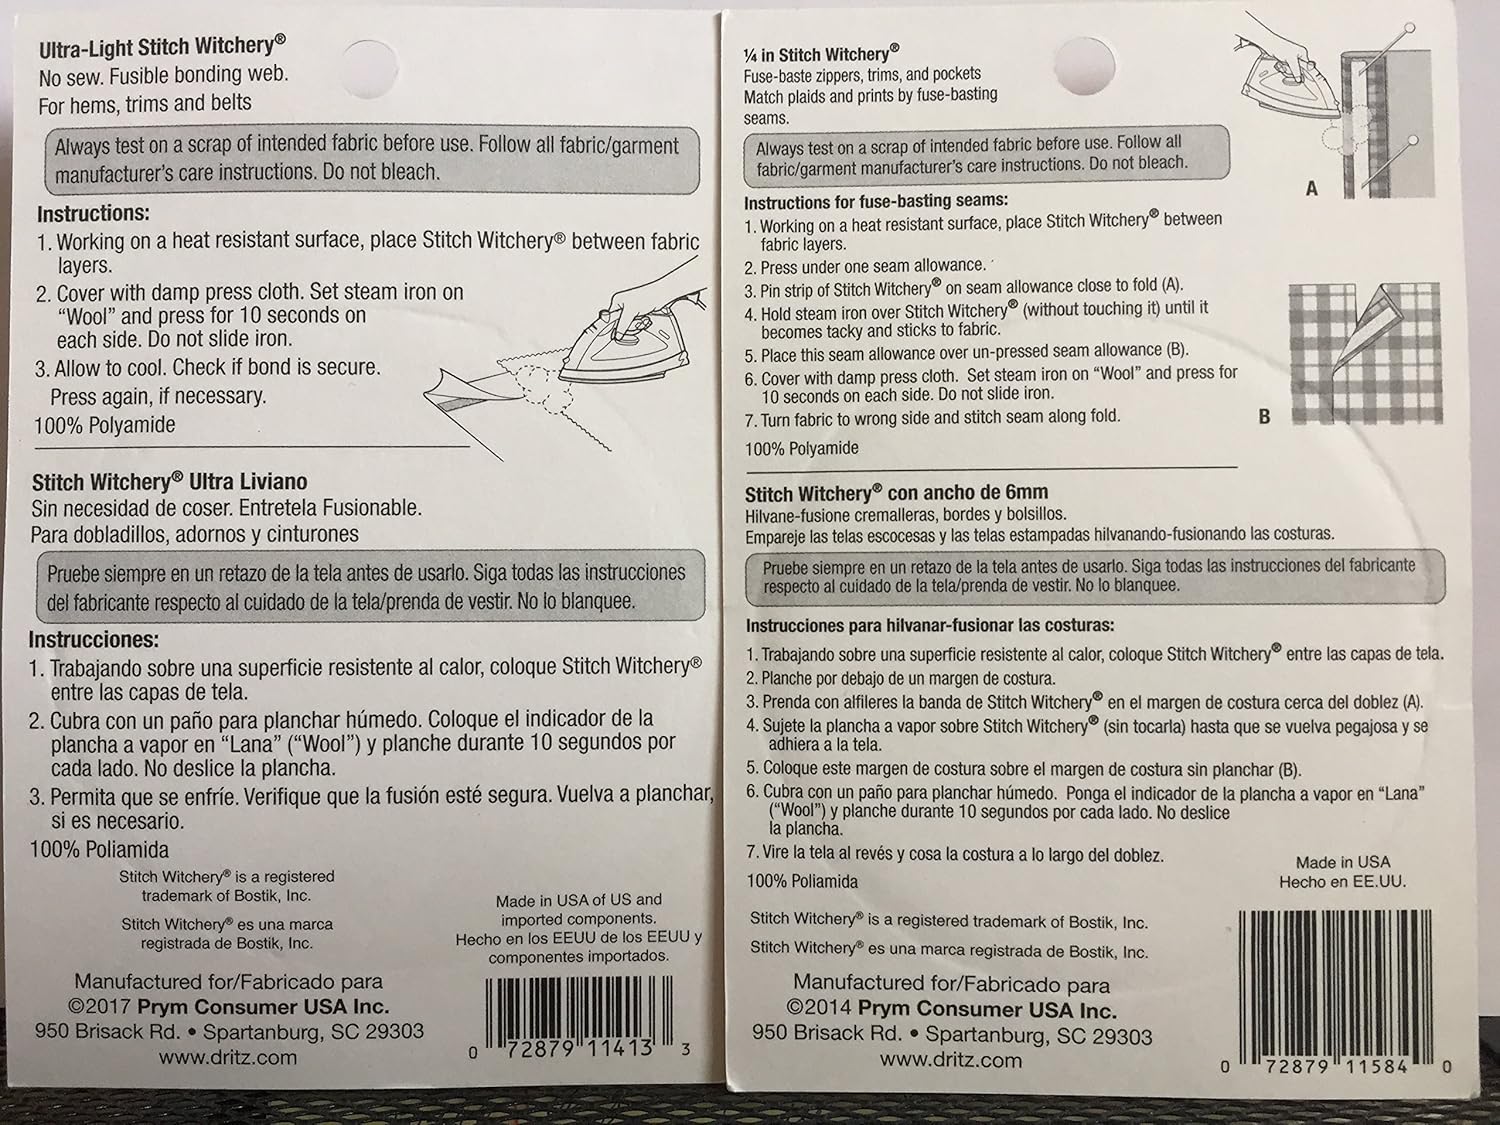 Ultra-Light Stitch Witchery®
No sew. Fusible bonding web.
For hems, trims and belts
Always test on a scrap of intended fabric before use. Follow all fabric/garment
manufacturer's care instructions. Do not bleach.
Instructions:
1. Working on a heat resistant surface, place Stitch Witchery® between fabric
layers.
2. Cover with damp press cloth. Set steam iron on
“Wool” and press for 10 seconds on
each side. Do not slide iron.
3. Allow to cool. Check if bond is secure.
Press again, if necessary.
100% Polyamide
Stitch Witchery® Ultra Liviano
Sin necesidad de coser. Entretela Fusionable.
Para dobladillos, adornos y cinturones
Pruebe siempre en un retazo de la tela antes de usarlo. Siga todas las instrucciones
del fabricante respecto al cuidado de la tela/prenda de vestir. No lo blanquee.
Instrucciones:
1. Trabajando sobre una superficie resistente al calor, coloque Stitch Witchery®
entre las capas de tela.
2. Cubra con un paño para planchar húmedo. Coloque el indicador de la
plancha a vapor en “Lana” (“Wool”) y planche durante 10 segundos por
cada lado. No deslice la plancha.
3. Permita que se enfríe. Verifique que la fusión esté segura. Vuelva a planchar,
si es necesario.
100% Poliamida
Stitch Witchery® is a registered
trademark of Bostik, Inc.
Stitch Witchery® es una marca
registrada de Bostik, Inc.
Made in USA of US and
imported components.
Hecho en los EEUU de los EEUU y
componentes importados.
Manufactured for/Fabricado para
©2017 Prym Consumer USA Inc.
950 Brisack Rd. • Spartanburg, SC 29303
www.dritz.com
0 72879 11413 3
¼ in Stitch Witchery®
Fuse-baste zippers, trims, and pockets
Match plaids and prints by fuse-basting
seams.
Always test on a scrap of intended fabric before use. Follow all
fabric/garment manufacturer's care instructions. Do not bleach.
A
Instructions for fuse-basting seams:
1. Working on a heat resistant surface, place Stitch Witchery® between
fabric layers.
2. Press under one seam allowance.
3. Pin strip of Stitch Witchery® on seam allowance close to fold (A).
4. Hold steam iron over Stitch Witchery® (without touching it) until it
becomes tacky and sticks to fabric.
5. Place this seam allowance over un-pressed seam allowance (B).
6. Cover with damp press cloth. Set steam iron on “Wool” and press for
10 seconds on each side. Do not slide iron.
7. Turn fabric to wrong side and stitch seam along fold.
B
100% Polyamide
Stitch Witchery® con ancho de 6mm
Hilvane-fusione cremalleras, bordes y bolsillos.
Empareje las telas escocesas y las telas estampadas hilvanando-fusionando las costuras.
Pruebe siempre en un retazo de la tela antes de usarlo. Siga todas las instrucciones del fabricante
respecto al cuidado de la tela/prenda de vestir. No lo blanquee.
Instrucciones para hilvanar-fusionar las costuras:
1. Trabajando sobre una superficie resistente al calor, coloque Stitch Witchery® entre las capas de tela.
2. Planche por debajo de un margen de costura.
3. Prenda con alfileres la banda de Stitch Witchery® en el margen de costura cerca del doblez (A).
4. Sujete la plancha a vapor sobre Stitch Witchery® (sin tocarla) hasta que se vuelva pegajosa y se
adhiera a la tela.
5. Coloque este margen de costura sobre el margen de costura sin planchar (B).
6. Cubra con un paño para planchar húmedo. Ponga el indicador de la plancha a vapor en “Lana”
(“Wool”) y planche durante 10 segundos por cada lado. No deslice
la plancha.
7. Vire la tela al revés y cosa la costura a lo largo del doblez.
100% Poliamida
Made in USA
Hecho en EE.UU.
Stitch Witchery® is a registered trademark of Bostik, Inc.
Stitch Witchery® es una marca registrada de Bostik, Inc.
Manufactured for/Fabricado para
©2014 Prym Consumer USA Inc.
950 Brisack Rd. • Spartanburg, SC 29303
www.dritz.com
0 72879 11584 0